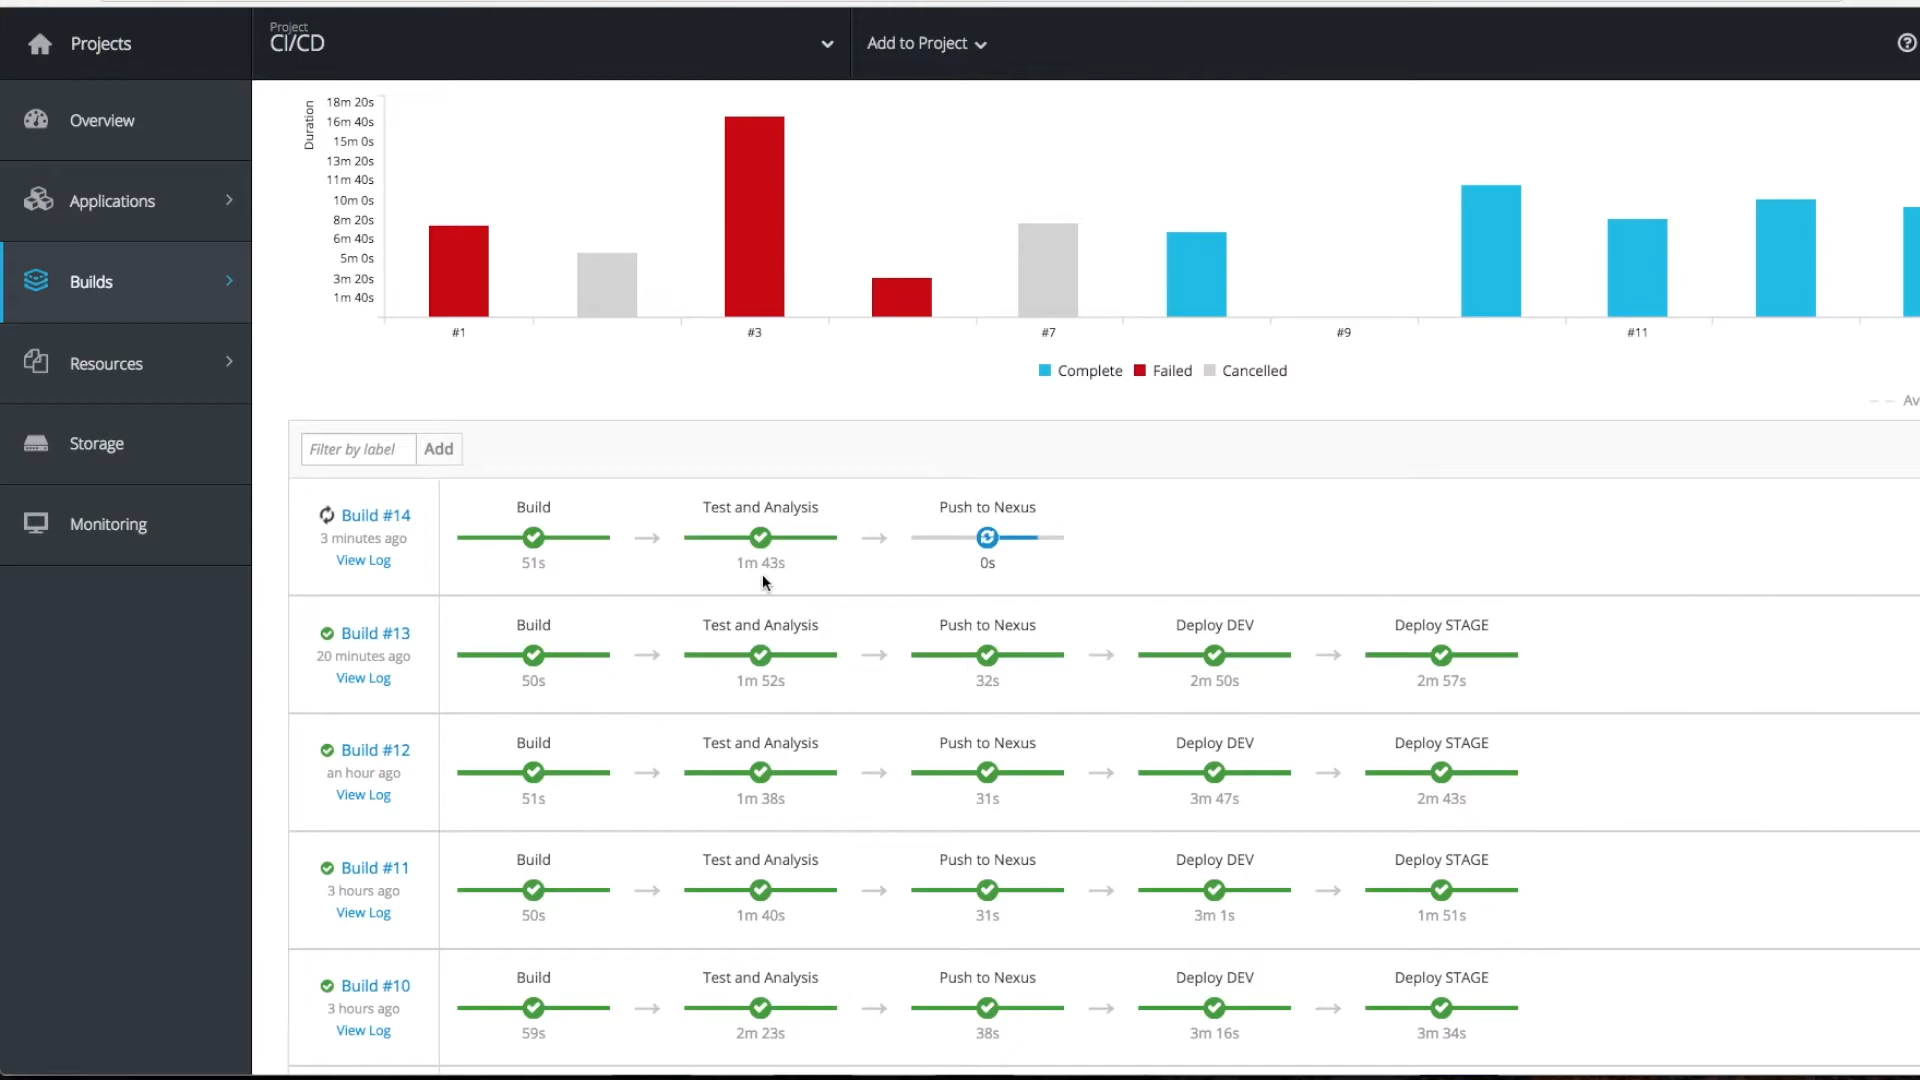 Projects
Project
CI/CD
Add to Project
Overview
Applications
Builds
Resources
Storage
Monitoring
Duration
18m 20s
16m 40s
15m 0s
13m 20s
11m 40s
10m 0s
8m 20s
6m 40s
5m 0s
3m 20s
1m 40s
#1
#3
#7
#9
#11
Complete
Failed
Cancelled
Av
Filter by label
Add
Build #14
3 minutes ago
View Log
Build
51s
Test and Analysis
1m 43s
Push to Nexus
0s
Build #13
20 minutes ago
View Log
Build
50s
Test and Analysis
1m 52s
Push to Nexus
32s
Deploy DEV
2m 50s
Deploy STAGE
2m 57s
Build #12
an hour ago
View Log
Build
51s
Test and Analysis
1m 38s
Push to Nexus
31s
Deploy DEV
3m 47s
Deploy STAGE
2m 43s
Build #11
3 hours ago
View Log
Build
50s
Test and Analysis
1m 40s
Push to Nexus
31s
Deploy DEV
3m 1s
Deploy STAGE
1m 51s
Build #10
3 hours ago
View Log
Build
59s
Test and Analysis
2m 23s
Push to Nexus
38s
Deploy DEV
3m 16s
Deploy STAGE
3m 34s